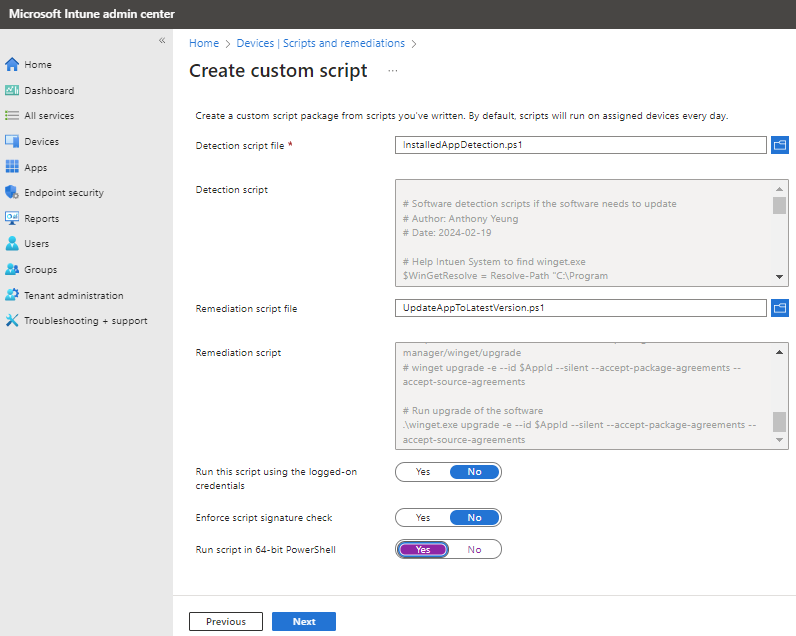 Microsoft Intune admin center
«
Home
Dashboard
All services
Devices
Apps
Endpoint security
Reports
Users
Groups
Tenant administration
Troubleshooting + support
Home > Devices | Scripts and remediations >
Create custom script ...
Create a custom script package from scripts you've written. By default, scripts will run on assigned devices every day.
Detection script file *
InstalledAppDetection.ps1
Detection script
# Software detection scripts if the software needs to update
# Author: Anthony Yeung
# Date: 2024-02-19
# Help Intuen System to find winget.exe
$WinGetResolve = Resolve-Path "C:\Program
Remediation script file
UpdateAppToLatestVersion.ps1
Remediation script
manager/winget/upgrade
# winget upgrade -e --id $AppId --silent --accept-package-agreements --
accept-source-agreements
# Run upgrade of the software
.\winget.exe upgrade -e --id $AppId --silent --accept-package-agreements --
accept-source-agreements
Run this script using the logged-on
credentials
Yes No
Enforce script signature check
Yes No
Run script in 64-bit PowerShell
Yes No
Previous
Next